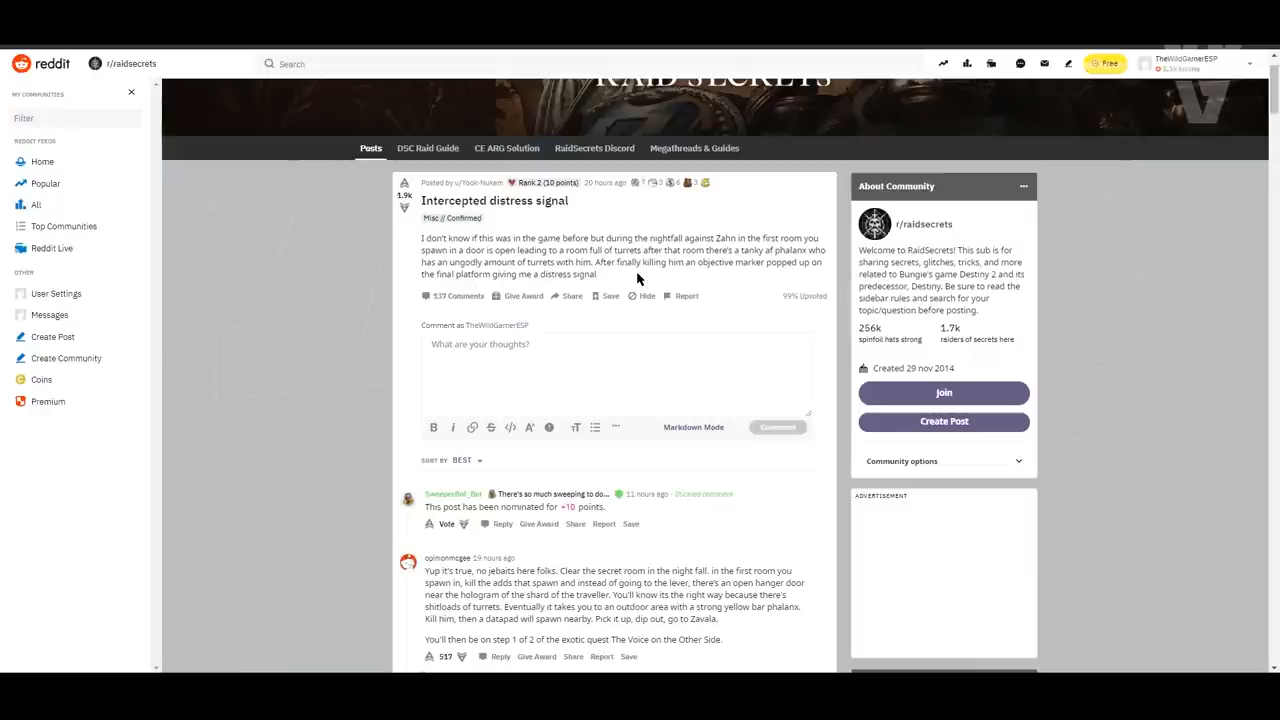 reddit
r/raidsecrets
Search
Free
TheWildGamerESP
1.1k karma
MY COMMUNITIES
Filter
REDDIT FEEDS
Home
Popular
All
Top Communities
Reddit Live
OTHER
User Settings
Messages
Create Post
Create Community
Coins
Premium
RAID SECRETS
Posts
DSC Raid Guide
CE ARG Solution
RaidSecrets Discord
Megathreads & Guides
1.9k
Posted by u/Yook-Nukem Rank 2 (10 points) 20 hours ago 7 3 6 3
Intercepted distress signal
Misc // Confirmed
I don't know if this was in the game before but during the nightfall against Zahn in the first room you
spawn in a door is open leading to a room full of turrets after that room there's a tanky af phalanx who
has an ungodly amount of turrets with him. After finally killing him an objective marker popped up on
the final platform giving me a distress signal
137 Comments Give Award Share Save Hide Report 99% Upvoted
Comment as TheWildGamerESP
What are your thoughts?
Markdown Mode
Comment
SORT BY BEST
SweeperBot_Bot There's so much sweeping to do... 11 hours ago · Stickied comment
This post has been nominated for +10 points.
Vote Reply Give Award Share Report Save
opinionmcgee 19 hours ago
Yup it's true, no jebaits here folks. Clear the secret room in the night fall. in the first room you
spawn in, kill the adds that spawn and instead of going to the lever, there's an open hanger door
near the hologram of the shard of the traveller. You'll know its the right way because there's
shitloads of turrets. Eventually it takes you to an outdoor area with a strong yellow bar phalanx.
Kill him, then a datapad will spawn nearby. Pick it up, dip out, go to Zavala.
You'll then be on step 1 of 2 of the exotic quest The Voice on the Other Side.
517 Reply Give Award Share Report Save
About Community
r/raidsecrets
Welcome to RaidSecrets! This sub is for
sharing secrets, glitches, tricks, and more
related to Bungie's game Destiny 2 and its
predecessor, Destiny. Be sure to read the
sidebar rules and search for your
topic/question before posting.
256k 1.7k
spinfoil hats strong raiders of secrets here
Created 29 nov 2014
Join
Create Post
Community options
ADVERTISEMENT